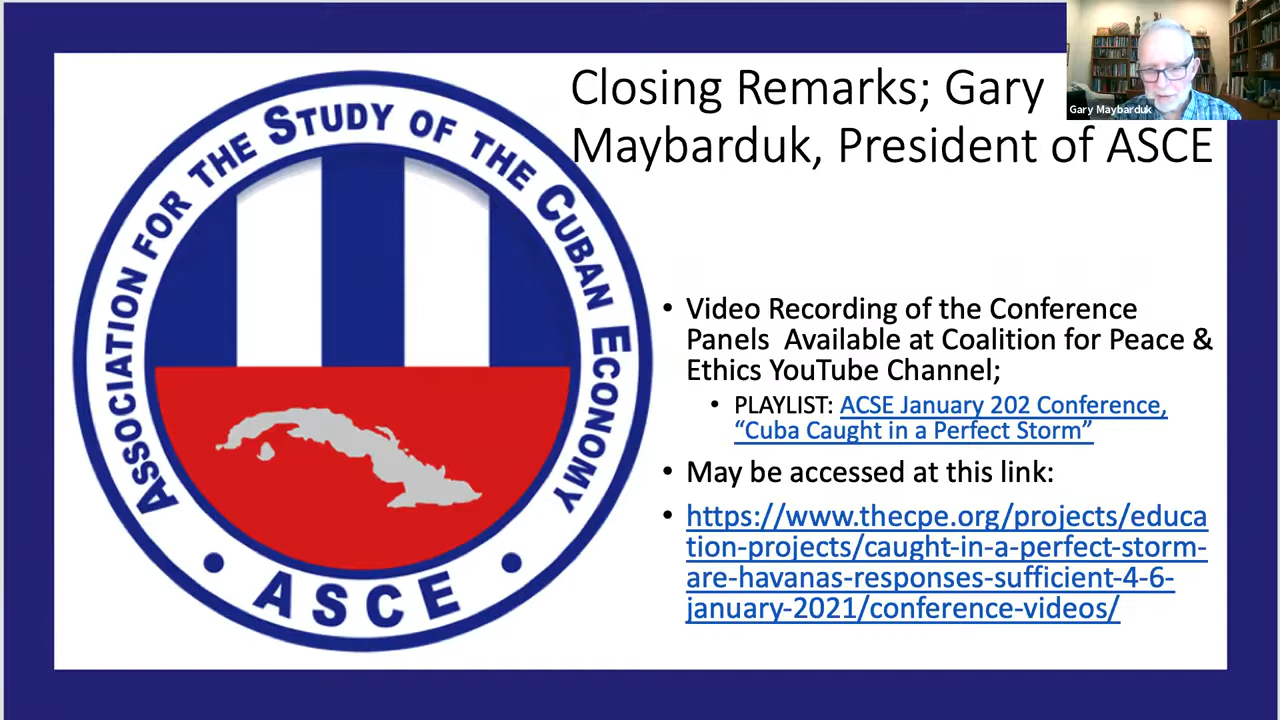 ASSOCIATION FOR THE STUDY OF THE CUBAN ECONOMY
• ASCE •
Closing Remarks; Gary
Maybarduk, President of ASCE
Gary Maybarduk
• Video Recording of the Conference
Panels Available at Coalition for Peace &
Ethics YouTube Channel;
• PLAYLIST: ACSE January 202 Conference,
“Cuba Caught in a Perfect Storm”
• May be accessed at this link:
• https://www.thecpe.org/projects/educa
tion-projects/caught-in-a-perfect-storm-
are-havanas-responses-sufficient-4-6-
january-2021/conference-videos/